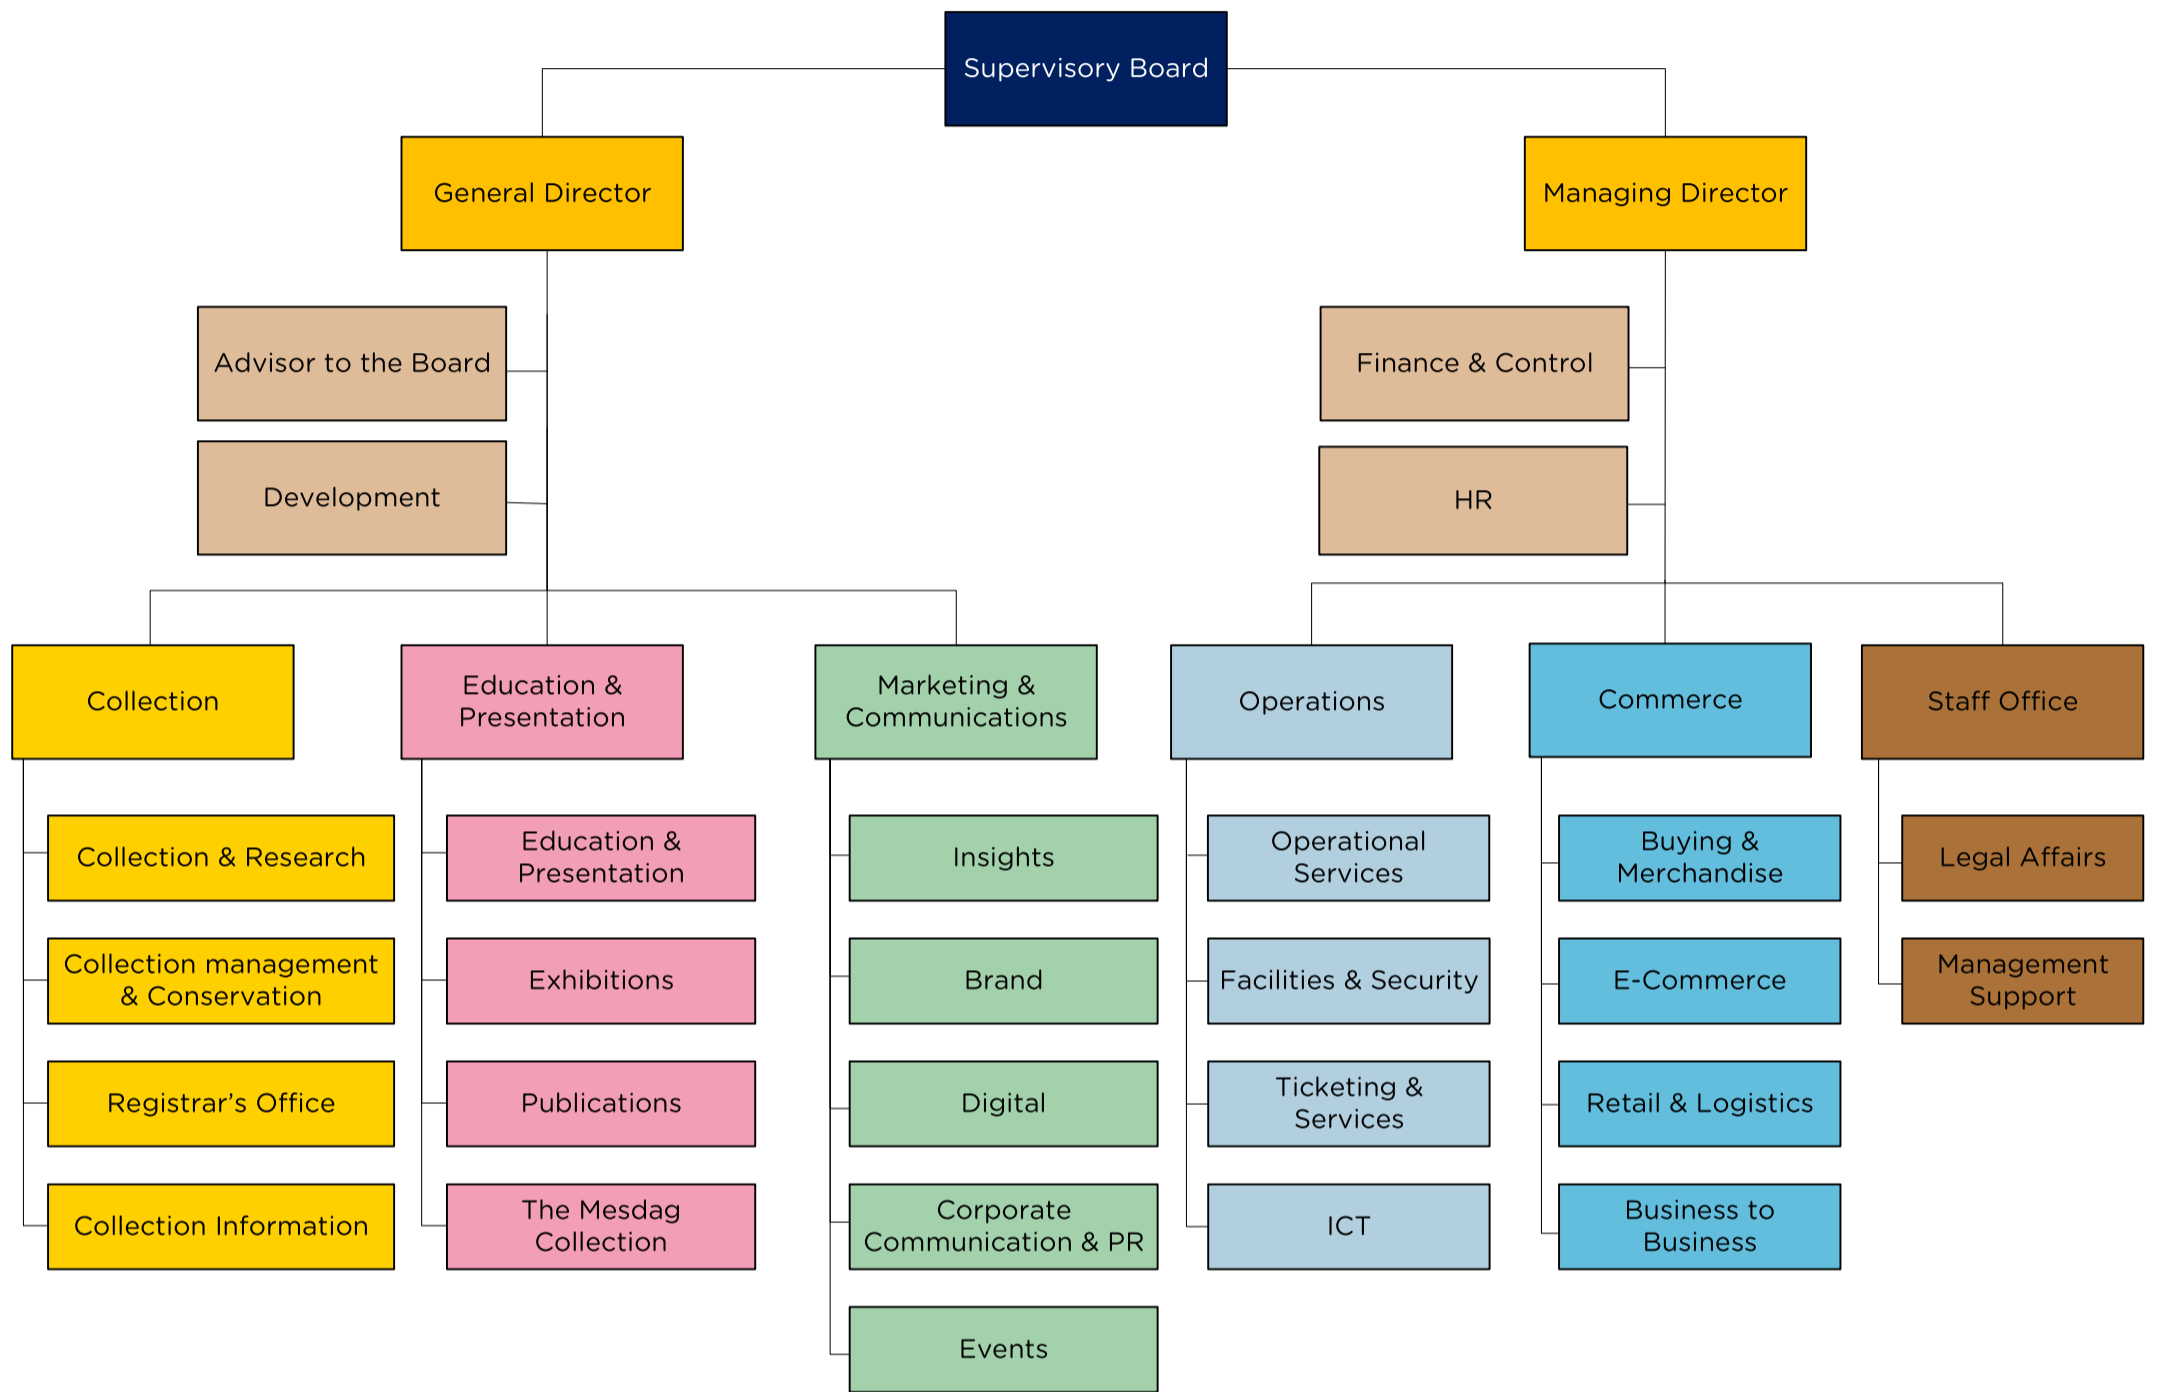 Supervisory Board
General Director
Managing Director
Advisor to the Board
Development
Finance & Control
HR
Collection
Education &
Presentation
Marketing &
Communications
Operations
Commerce
Staff Office
Collection & Research
Collection management
& Conservation
Registrar’s Office
Collection Information
Education &
Presentation
Exhibitions
Publications
The Mesdag
Collection
Insights
Brand
Digital
Corporate
Communication & PR
Events
Operational
Services
Facilities & Security
Ticketing &
Services
ICT
Buying &
Merchandise
E-Commerce
Retail & Logistics
Business to
Business
Legal Affairs
Management
Support